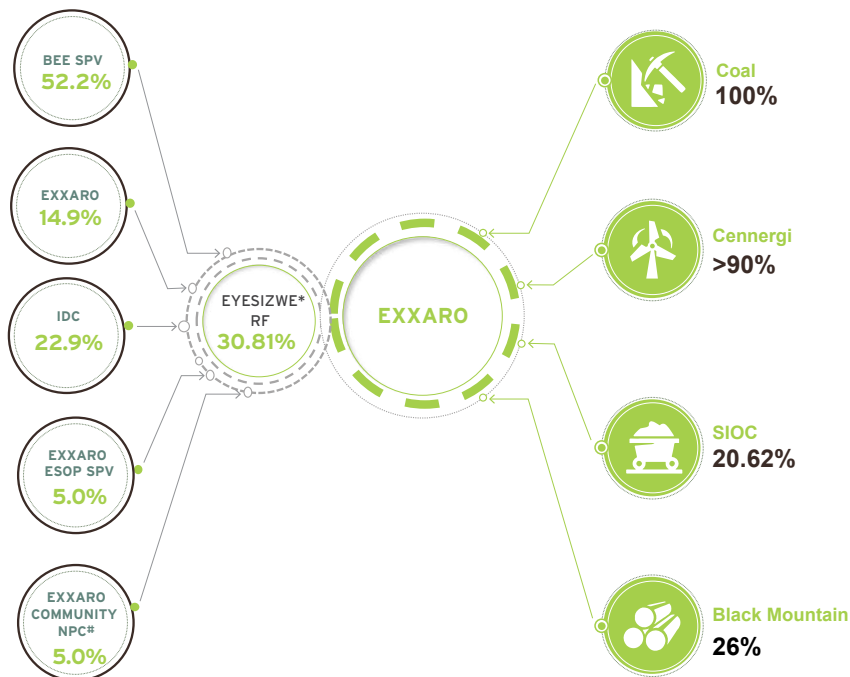 BEE SPV
52.2%
EXXARO
14.9%
IDC
22.9%
EXXARO
ESOP SPV
5.0%
EXXARO
COMMUNITY
NPC#
5.0%
EYESIZWE*
RF
30.81%
EXXARO
Coal
100%
Cennergi
>90%
SIOC
20.62%
Black Mountain
26%